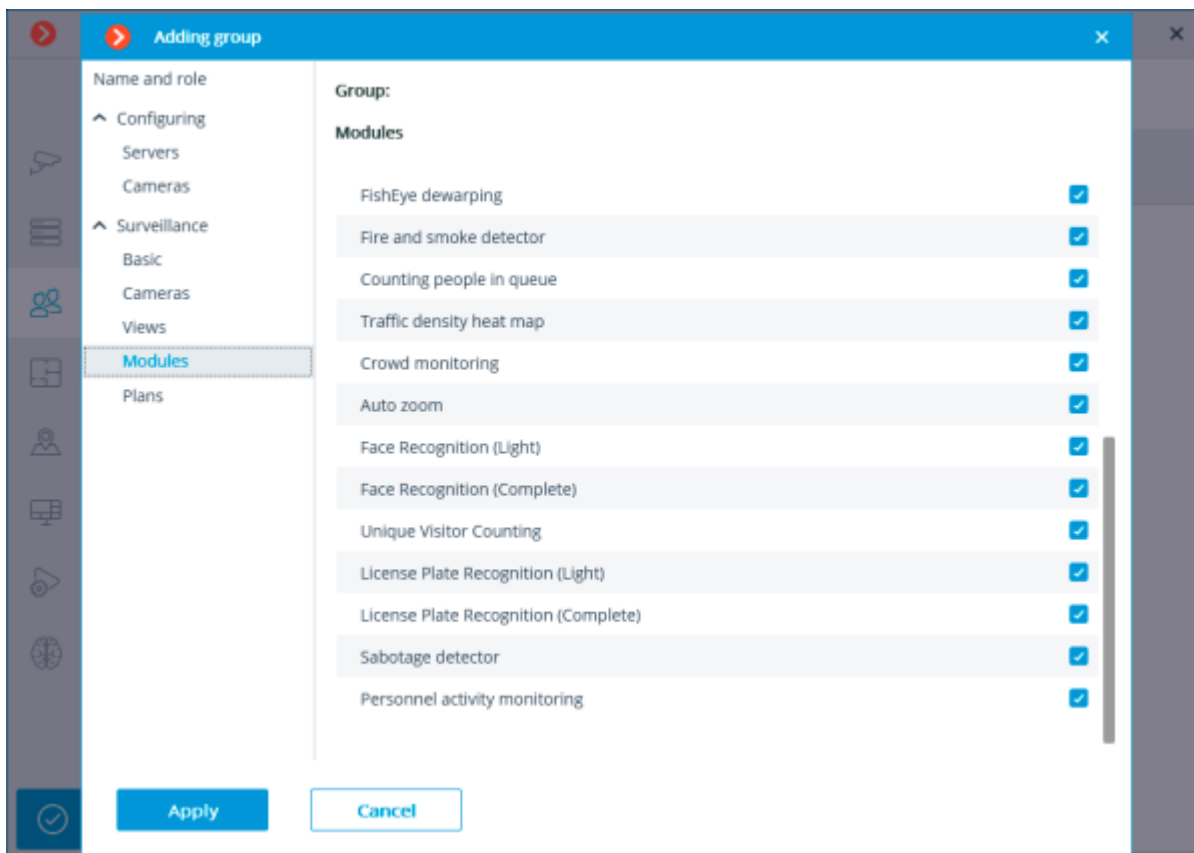 Adding group
Name and role
Configuring
Servers
Cameras
Surveillance
Basic
Cameras
Views
Modules
Plans
Group:
Modules
FishEye dewarping
Fire and smoke detector
Counting people in queue
Traffic density heat map
Crowd monitoring
Auto zoom
Face Recognition (Light)
Face Recognition (Complete)
Unique Visitor Counting
License Plate Recognition (Light)
License Plate Recognition (Complete)
Sabotage detector
Personnel activity monitoring
Apply
Cancel